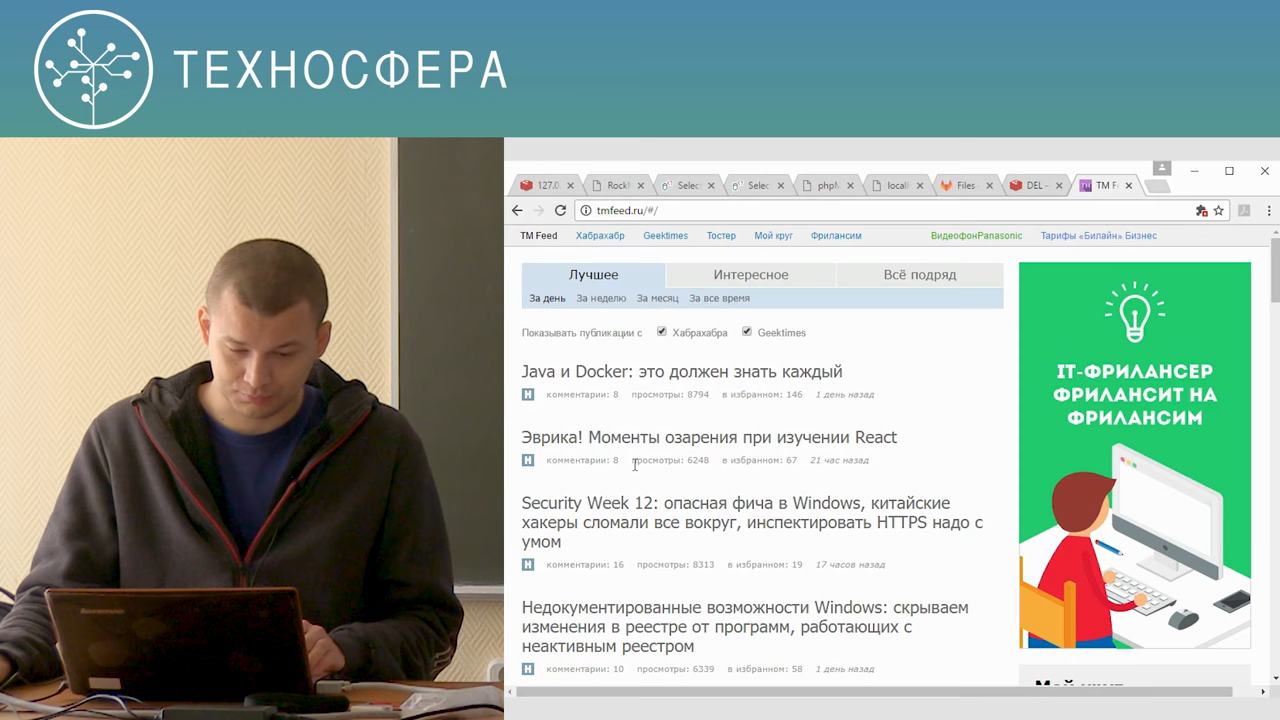 ТЕХНОСФЕРА
127.0
Rock!
Selec
Selec
phpM
locall
Files
DEL -
TM F
tmfeed.ru/#/
TM Feed Хабрахабр Geektimes Тостер Мой круг Фрилансим ВидеофонPanasonic Тарифы «Билайн» Бизнес
Лучшее Интересное Всё подряд
За день За неделю За месяц За все время
Показывать публикации с Хабрахабра Geektimes
Java и Docker: это должен знать каждый
комментарии: 8 просмотры: 8794 в избранном: 146 1 день назад
Эврика! Моменты озарения при изучении React
комментарии: 8 просмотры: 6248 в избранном: 67 21 час назад
Security Week 12: опасная фича в Windows, китайские
хакеры сломали все вокруг, инспектировать HTTPS надо с
умом
комментарии: 16 просмотры: 8313 в избранном: 19 17 часов назад
Недокументированные возможности Windows: скрываем
изменения в реестре от программ, работающих с
неактивным реестром
комментарии: 10 просмотры: 6339 в избранном: 58 1 день назад
IT-ФРИЛАНСЕР
ФРИЛАНСИТ НА
ФРИЛАНСИМ